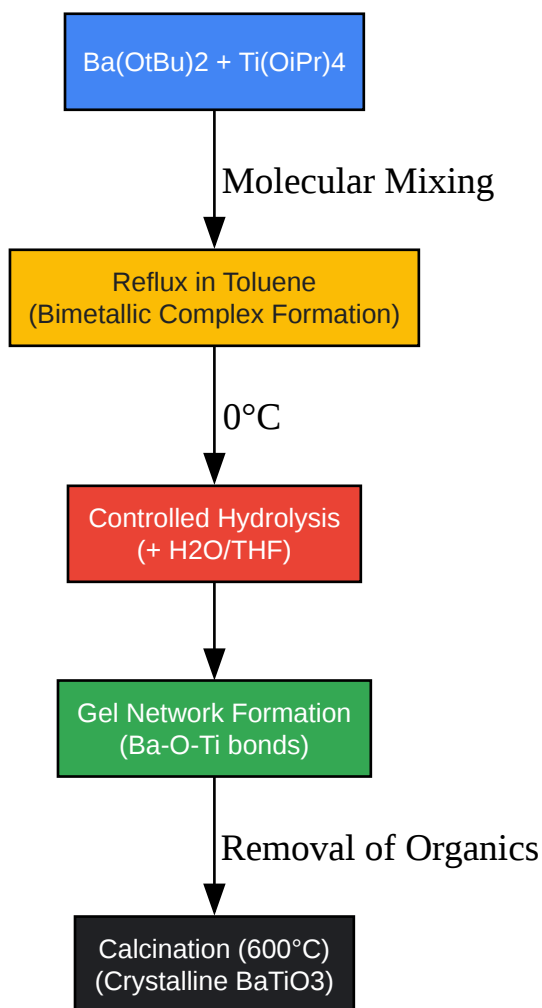 Ba(OtBu)2 + Ti(OiPr)4
Molecular Mixing
Reflux in Toluene
(Bimetallic Complex Formation)
0°C
Controlled Hydrolysis
(+ H2O/THF)
Gel Network Formation
(Ba-O-Ti bonds)
Removal of Organics
Calcination (600°C)
(Crystalline BaTiO3)